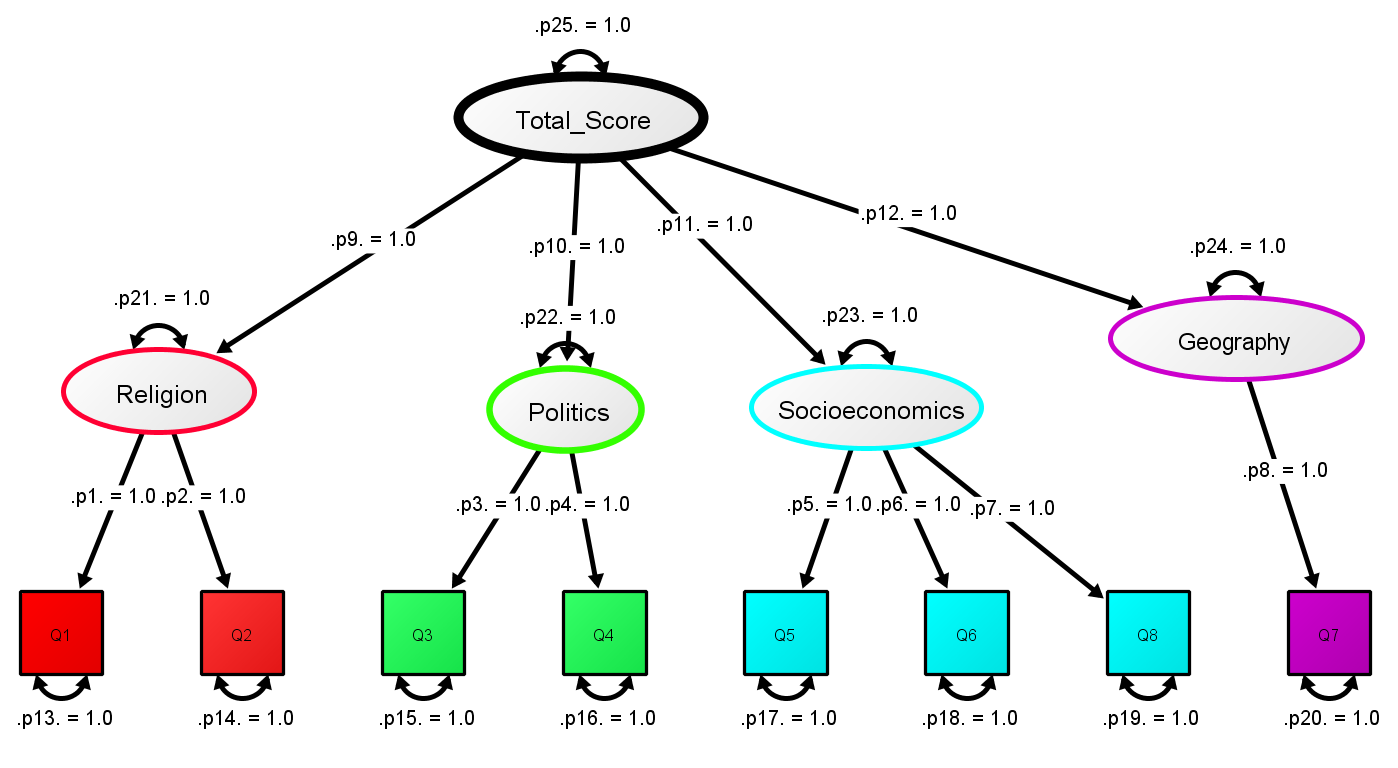 .p25. = 1.0
Total_Score
.p9. = 1.0
.p10. = 1.0
.p11. = 1.0
.p12. = 1.0
.p21. = 1.0
.p22. = 1.0
.p23. = 1.0
.p24. = 1.0
Religion
Politics
Socioeconomics
Geography
.p1. = 1.0
.p2. = 1.0
.p3. = 1.0
.p4. = 1.0
.p5. = 1.0
.p6. = 1.0
.p7. = 1.0
.p8. = 1.0
Q1
Q2
Q3
Q4
Q5
Q6
Q8
Q7
.p13. = 1.0
.p14. = 1.0
.p15. = 1.0
.p16. = 1.0
.p17. = 1.0
.p18. = 1.0
.p19. = 1.0
.p20. = 1.0